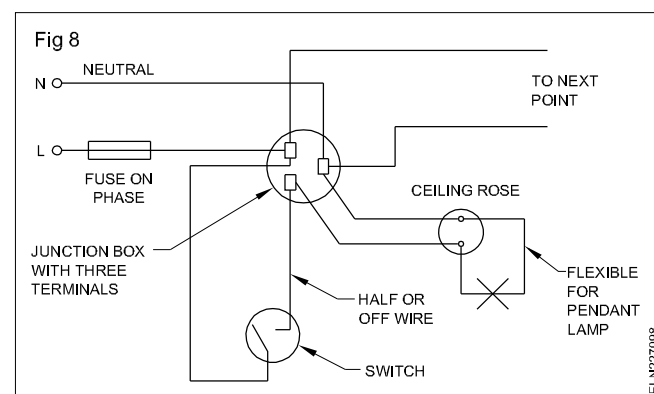 Fig 8
NEUTRAL
N
TO NEXT
POINT
L
FUSE ON
PHASE
CEILING ROSE
JUNCTION BOX
WITH THREE
TERMINALS
HALF OR
OFF WIRE
FLEXIBLE
FOR
PENDANT
LAMP
SWITCH
ELN227098